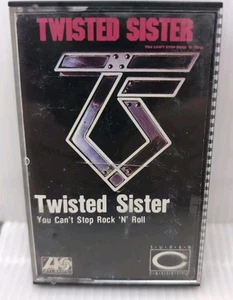 TWISTED SISTER
YOU CAN'T STOP ROCK 'N' ROLL
Twisted Sister
You Can't Stop Rock 'N' Roll